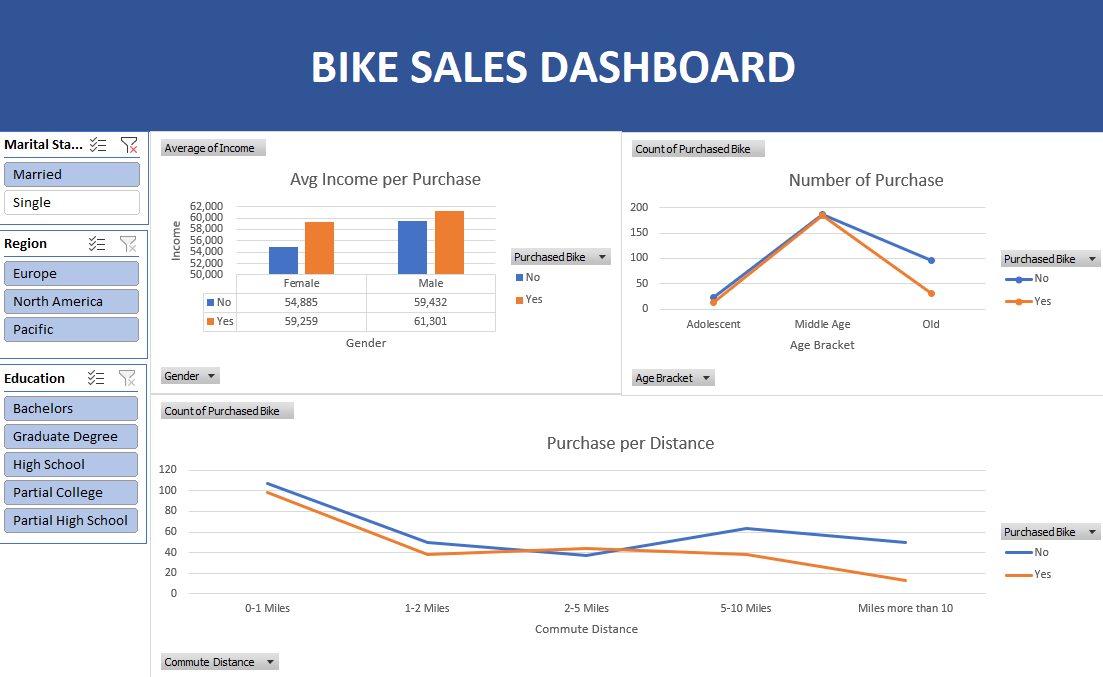 BIKE SALES DASHBOARD
Marital Sta...
Married
Single
Region
Europe
North America
Pacific
Education
Bachelors
Graduate Degree
High School
Partial College
Partial High School
Average of Income
Avg Income per Purchase
Income
62,000
60,000
58,000
56,000
54,000
52,000
50,000
Female Male
No 54,885 59,432
Yes 59,259 61,301
Gender
Purchased Bike
No
Yes
Gender
Count of Purchased Bike
Number of Purchase
200
150
100
50
0
Adolescent Middle Age Old
Age Bracket
Purchased Bike
No
Yes
Age Bracket
Count of Purchased Bike
Purchase per Distance
120
100
80
60
40
20
0
0-1 Miles 1-2 Miles 2-5 Miles 5-10 Miles Miles more than 10
Commute Distance
Purchased Bike
No
Yes
Commute Distance